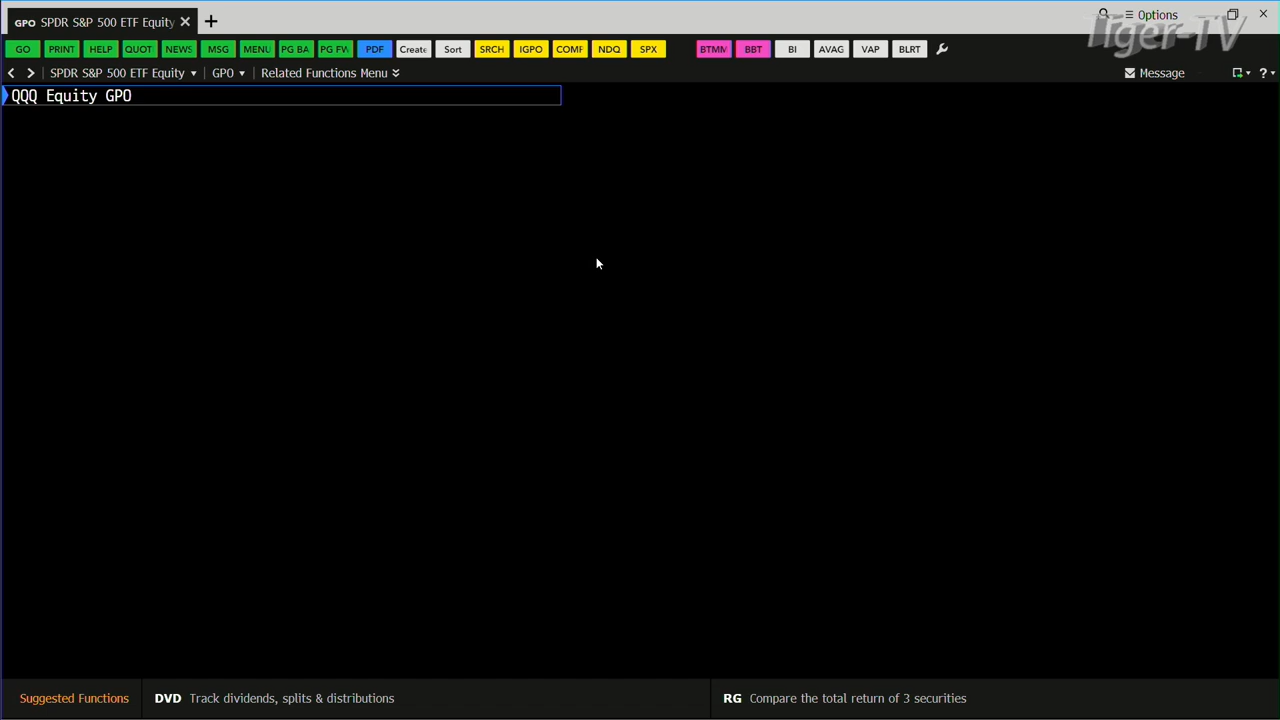 GPO SPDR S&P 500 ETF Equity
Options
Tiger-TV
GO PRINT HELP QUOT NEWS MSG MENU PG BA PG FW PDF Create Sort SRCH IGPO COMF NDQ SPX BTMM BBT BI AVAG VAP BLRT
SPDR S&P 500 ETF Equity GPO Related Functions Menu Message ?
QQQ Equity GPO
Suggested Functions DVD Track dividends, splits & distributions RG Compare the total return of 3 securities